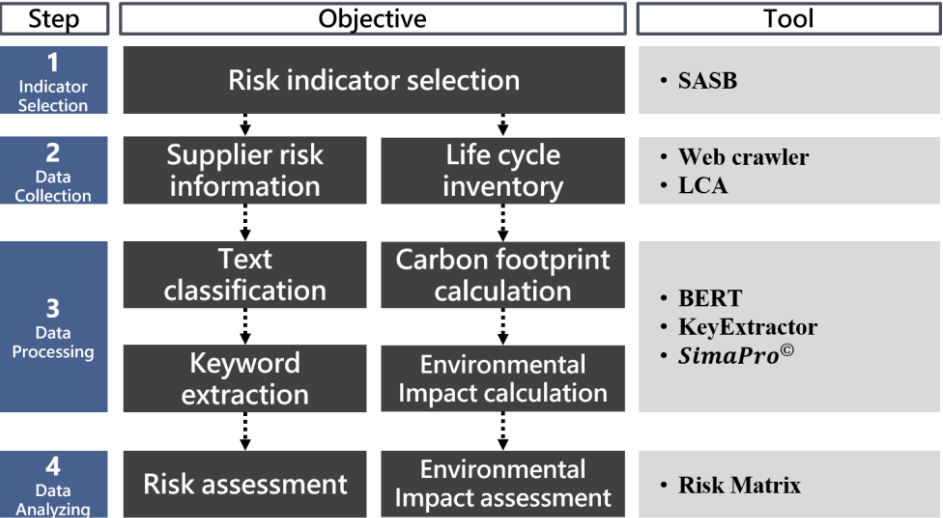 Step
Objective
Tool
1
Indicator
Selection
Risk indicator selection
• SASB
2
Data
Collection
Supplier risk
information
Life cycle
inventory
• Web crawler
• LCA
3
Data
Processing
Text
classification
Carbon footprint
calculation
Keyword
extraction
Environmental
Impact calculation
• BERT
• KeyExtractor
• SimaPro©
4
Data
Analyzing
Risk assessment
Environmental
Impact assessment
• Risk Matrix